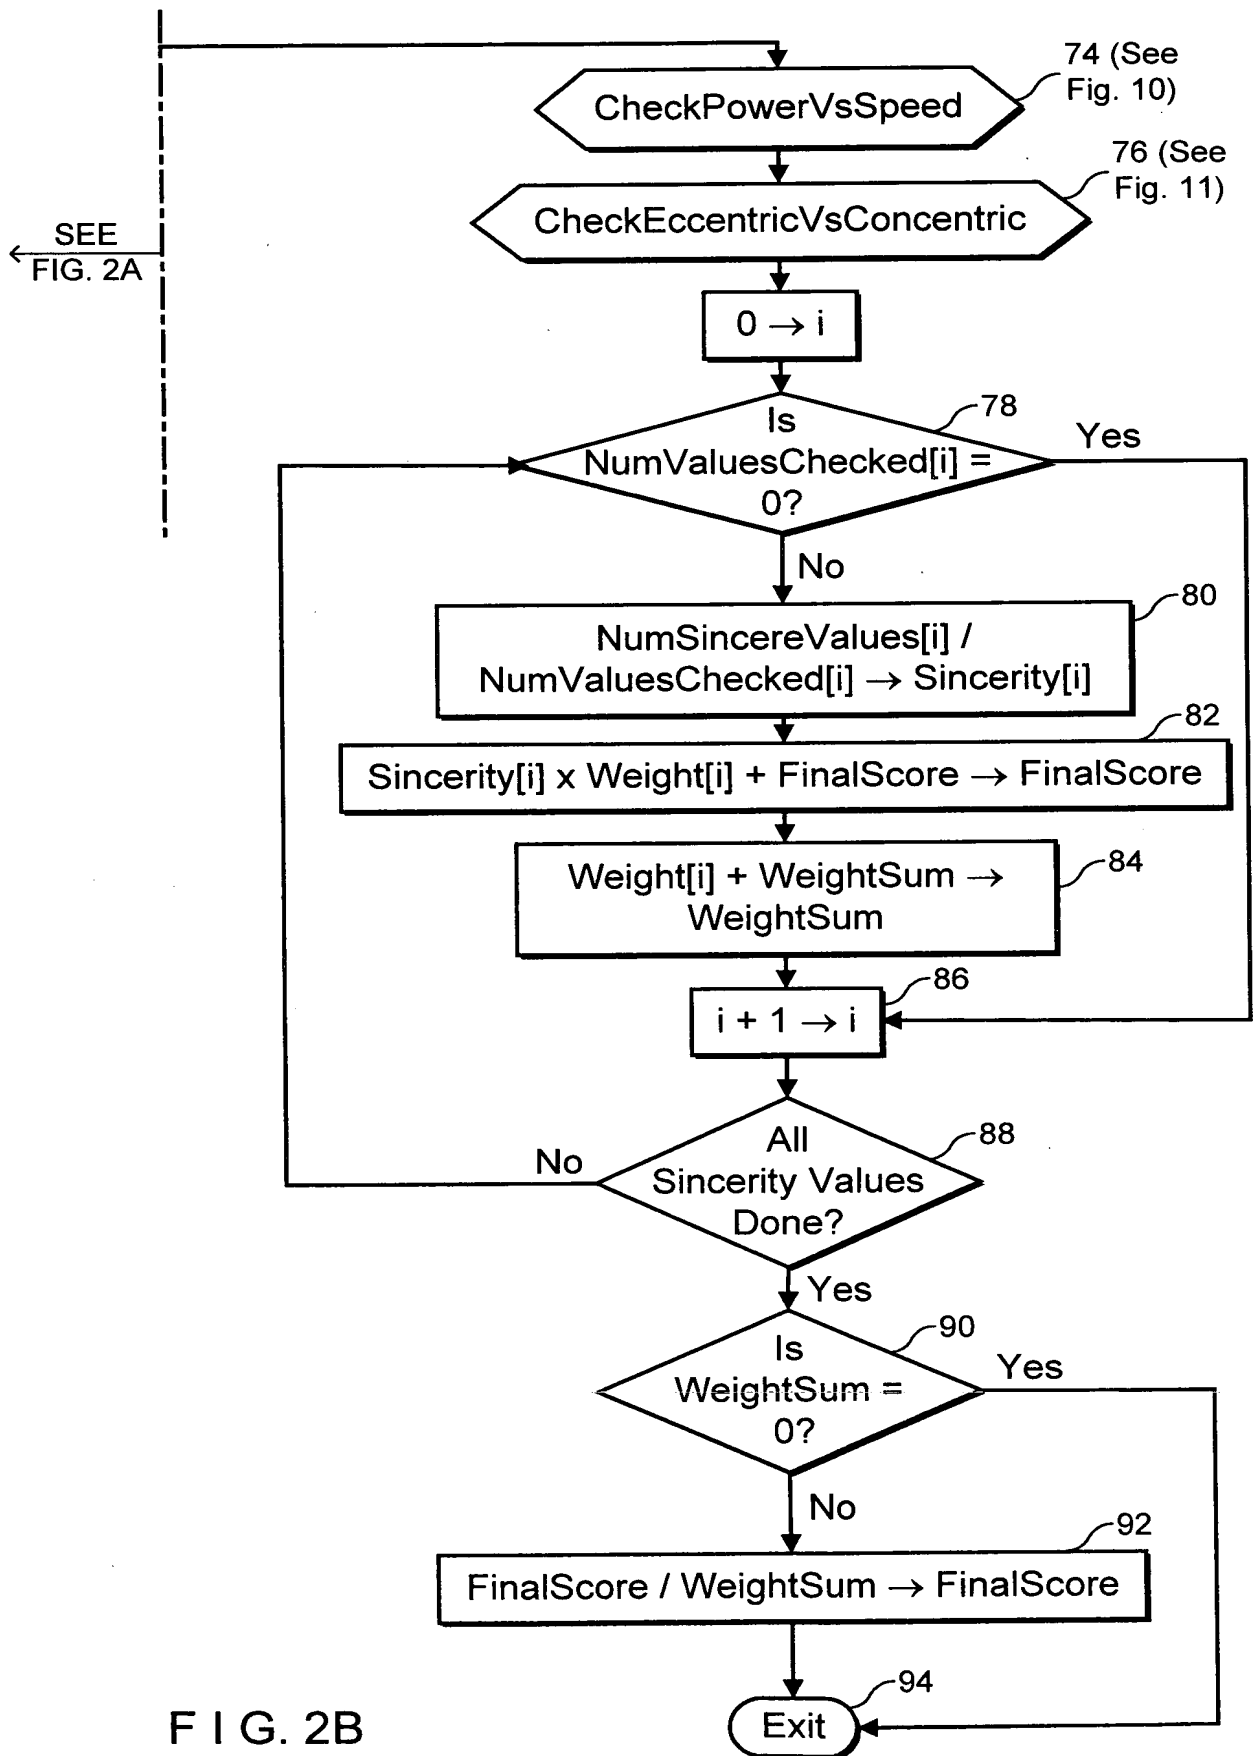 74 (See
Fig. 10)
CheckPowerVsSpeed
76 (See
Fig. 11)
CheckEccentricVsConcentric
SEE
FIG. 2A
0 → i
78
Is
NumValuesChecked[i] =
0?
Yes
No
80
NumSincereValues[i] /
NumValuesChecked[i] → Sincerity[i]
82
Sincerity[i] x Weight[i] + FinalScore → FinalScore
84
Weight[i] + WeightSum →
WeightSum
86
i + 1 → i
88
All
Sincerity Values
Done?
No
Yes
90
Is
WeightSum =
0?
Yes
No
92
FinalScore / WeightSum → FinalScore
94
Exit
F I G. 2B